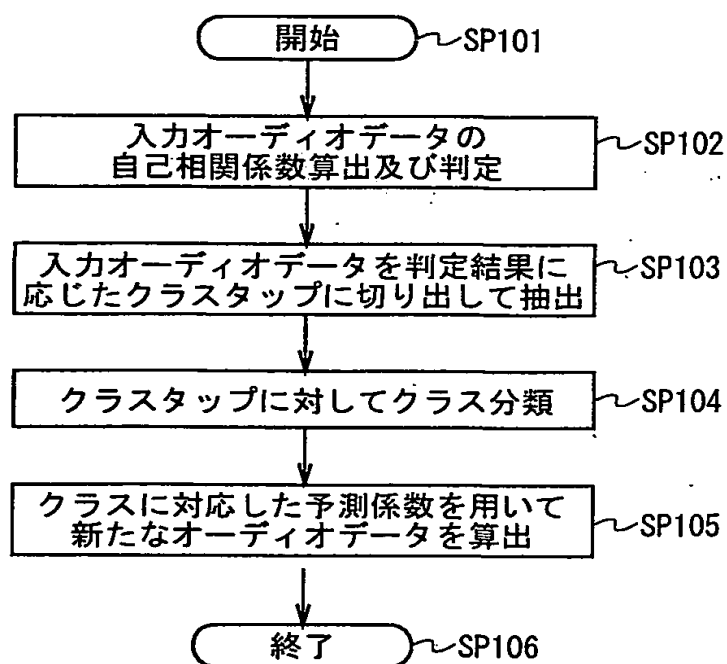 開始
SP101
入力オーディオデータの
自己相関係数算出及び判定
SP102
入力オーディオデータを判定結果に
応じたクラスタップに切り出して抽出
SP103
クラスタップに対してクラス分類
SP104
クラスに対応した予測係数を用いて
新たなオーディオデータを算出
SP105
終了
SP106